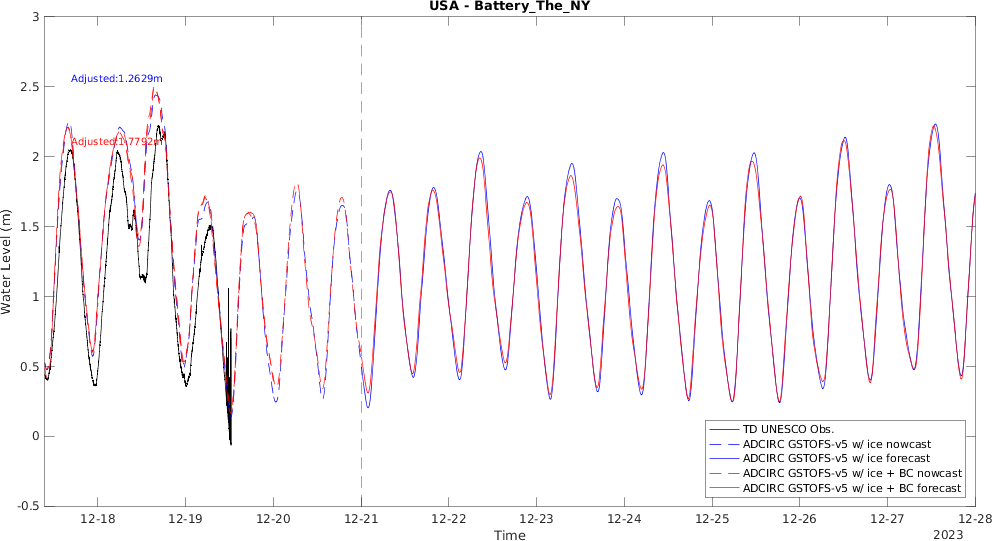 USA - Battery_The_NY
3
2.5
2
1.5
1
0.5
0
-0.5
Water Level (m)
Adjusted:1.2629m
Adjusted:1.7792m
TD UNESCO Obs.
ADCIRC GSTOFS-v5 w/ ice nowcast
ADCIRC GSTOFS-v5 w/ ice forecast
ADCIRC GSTOFS-v5 w/ ice + BC nowcast
ADCIRC GSTOFS-v5 w/ ice + BC forecast
12-18 12-19 12-20 12-21 12-22 12-23 12-24 12-25 12-26 12-27 12-28
Time
2023